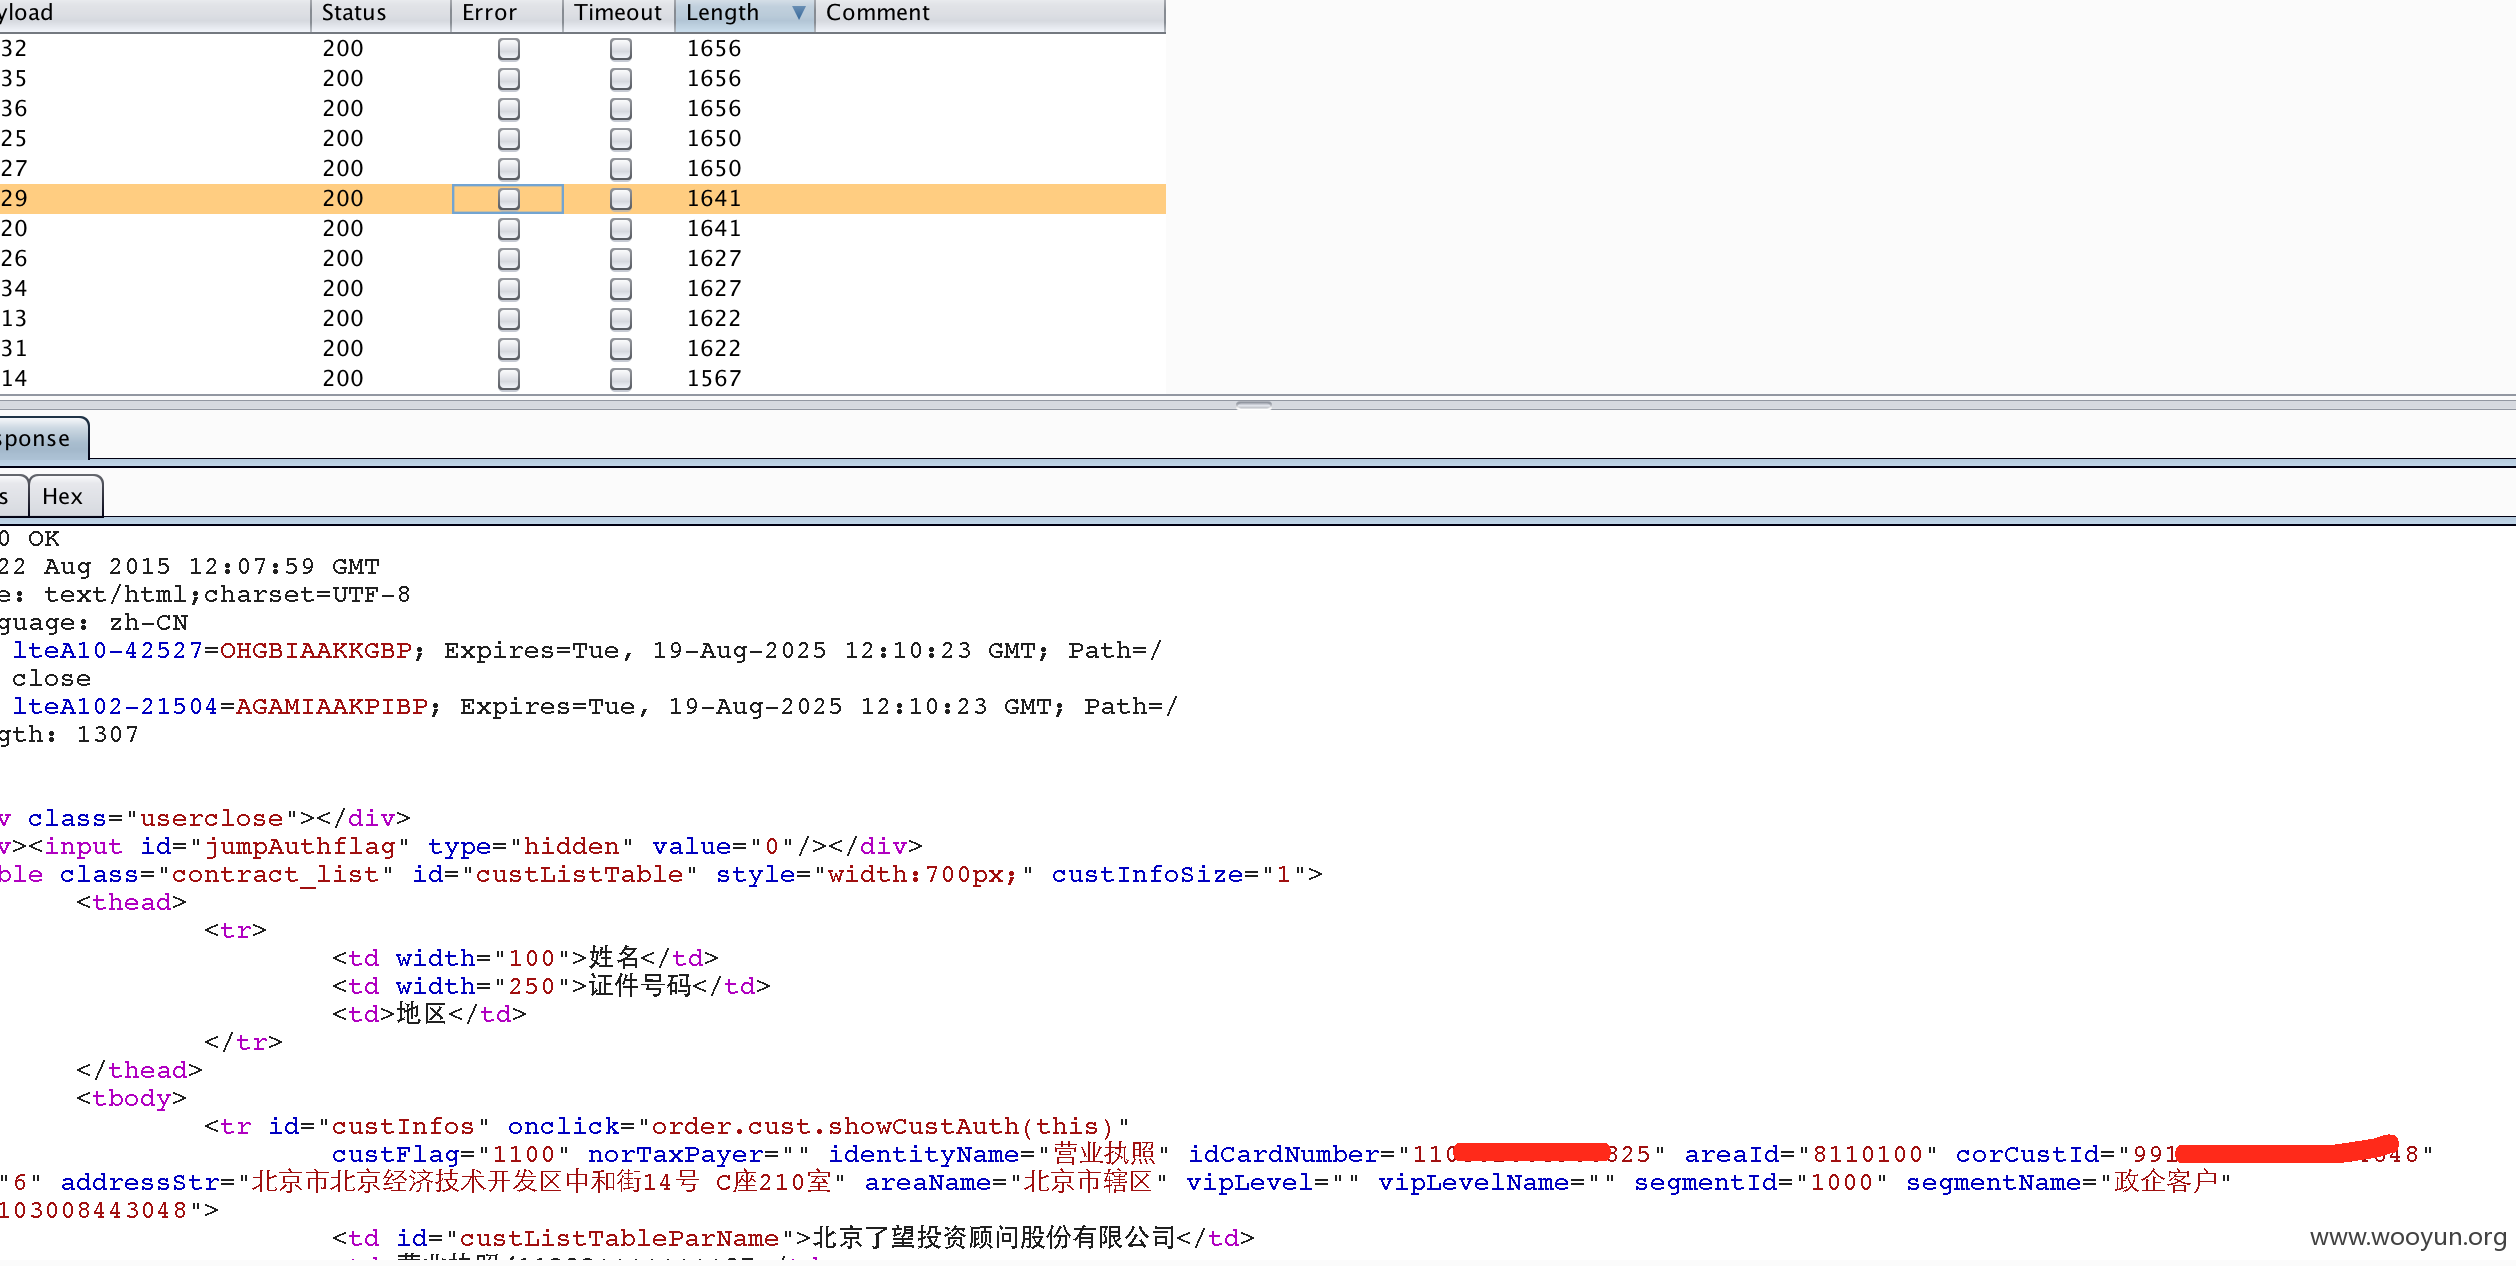 yload Status Error Timeout Length Comment
32 200 1656
35 200 1656
36 200 1656
25 200 1650
27 200 1650
29 200 1641
20 200 1641
26 200 1627
34 200 1627
13 200 1622
31 200 1622
14 200 1567
sponse
s Hex
0 OK
22 Aug 2015 12:07:59 GMT
e: text/html;charset=UTF-8
guage: zh-CN
lteA10-42527=OHGBIAAKKGBP; Expires=Tue, 19-Aug-2025 12:10:23 GMT; Path=/
close
lteA102-21504=AGAMIAAKPIBP; Expires=Tue, 19-Aug-2025 12:10:23 GMT; Path=/
gth: 1307
v class="userclose"></div>
v><input id="jumpAuthflag" type="hidden" value="0"/></div>
ble class="contract_list" id="custListTable" style="width:700px;" custInfoSize="1">
<thead>
<tr>
<td width="100">姓名</td>
<td width="250">证件号码</td>
<td>地区</td>
</tr>
</thead>
<tbody>
<tr id="custInfos" onclick="order.cust.showCustAuth(this)"
custFlag="1100" norTaxPayer="" identityName="营业执照" idCardNumber="110 825" areaId="8110100" corCustId="991 48"
"6" addressStr="北京市北京经济技术开发区中和街14号 C座210室" areaName="北京市辖区" vipLevel="" vipLevelName="" segmentId="1000" segmentName="政企客户"
103008443048">
<td id="custListTableParName">北京了望投资顾问股份有限公司</td>
www.wooyun.org